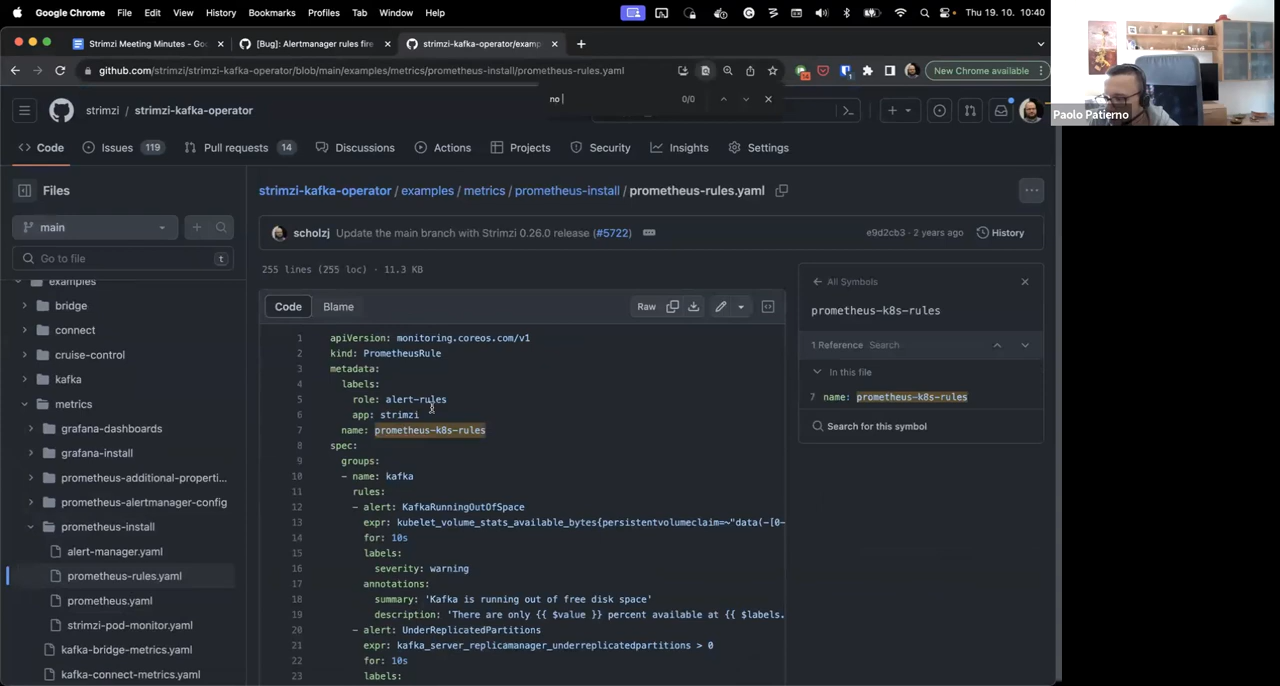 Google Chrome File Edit View History Bookmarks Profiles Tab Window Help Thu 19. 10. 10:40
Strimzi Meeting Minutes - Goo [Bug]: Alertmanager rules fire strimzi-kafka-operator/examp
github.com/strimzi/strimzi-kafka-operator/blob/main/examples/metrics/prometheus-install/prometheus-rules.yaml New Chrome available
no 0/0
strimzi / strimzi-kafka-operator
Paolo Patierno
Code Issues 119 Pull requests 14 Discussions Actions Projects Security Insights Settings
Files
main
Go to file t
examples
bridge
connect
cruise-control
kafka
metrics
grafana-dashboards
grafana-install
prometheus-additional-properti...
prometheus-alertmanager-config
prometheus-install
alert-manager.yaml
prometheus-rules.yaml
prometheus.yaml
strimzi-pod-monitor.yaml
kafka-bridge-metrics.yaml
kafka-connect-metrics.yaml
strimzi-kafka-operator / examples / metrics / prometheus-install / prometheus-rules.yaml
scholzj Update the main branch with Strimzi 0.26.0 release (#5722) e9d2cb3 · 2 years ago History
255 lines (255 loc) · 11.3 KB
Code Blame Raw
1 apiVersion: monitoring.coreos.com/v1
2 kind: PrometheusRule
3 metadata:
4 labels:
5 role: alert-rules
6 app: strimzi
7 name: prometheus-k8s-rules
8 spec:
9 groups:
10 - name: kafka
11 rules:
12 - alert: KafkaRunningOutOfSpace
13 expr: kubelet_volume_stats_available_bytes{persistentvolumeclaim=~"data(-[0-
14 for: 10s
15 labels:
16 severity: warning
17 annotations:
18 summary: 'Kafka is running out of free disk space'
19 description: 'There are only {{ $value }} percent available at {{ $labels.
20 - alert: UnderReplicatedPartitions
21 expr: kafka_server_replicamanager_underreplicatedpartitions > 0
22 for: 10s
23 labels:
All Symbols
prometheus-k8s-rules
1 Reference Search
In this file
7 name: prometheus-k8s-rules
Search for this symbol